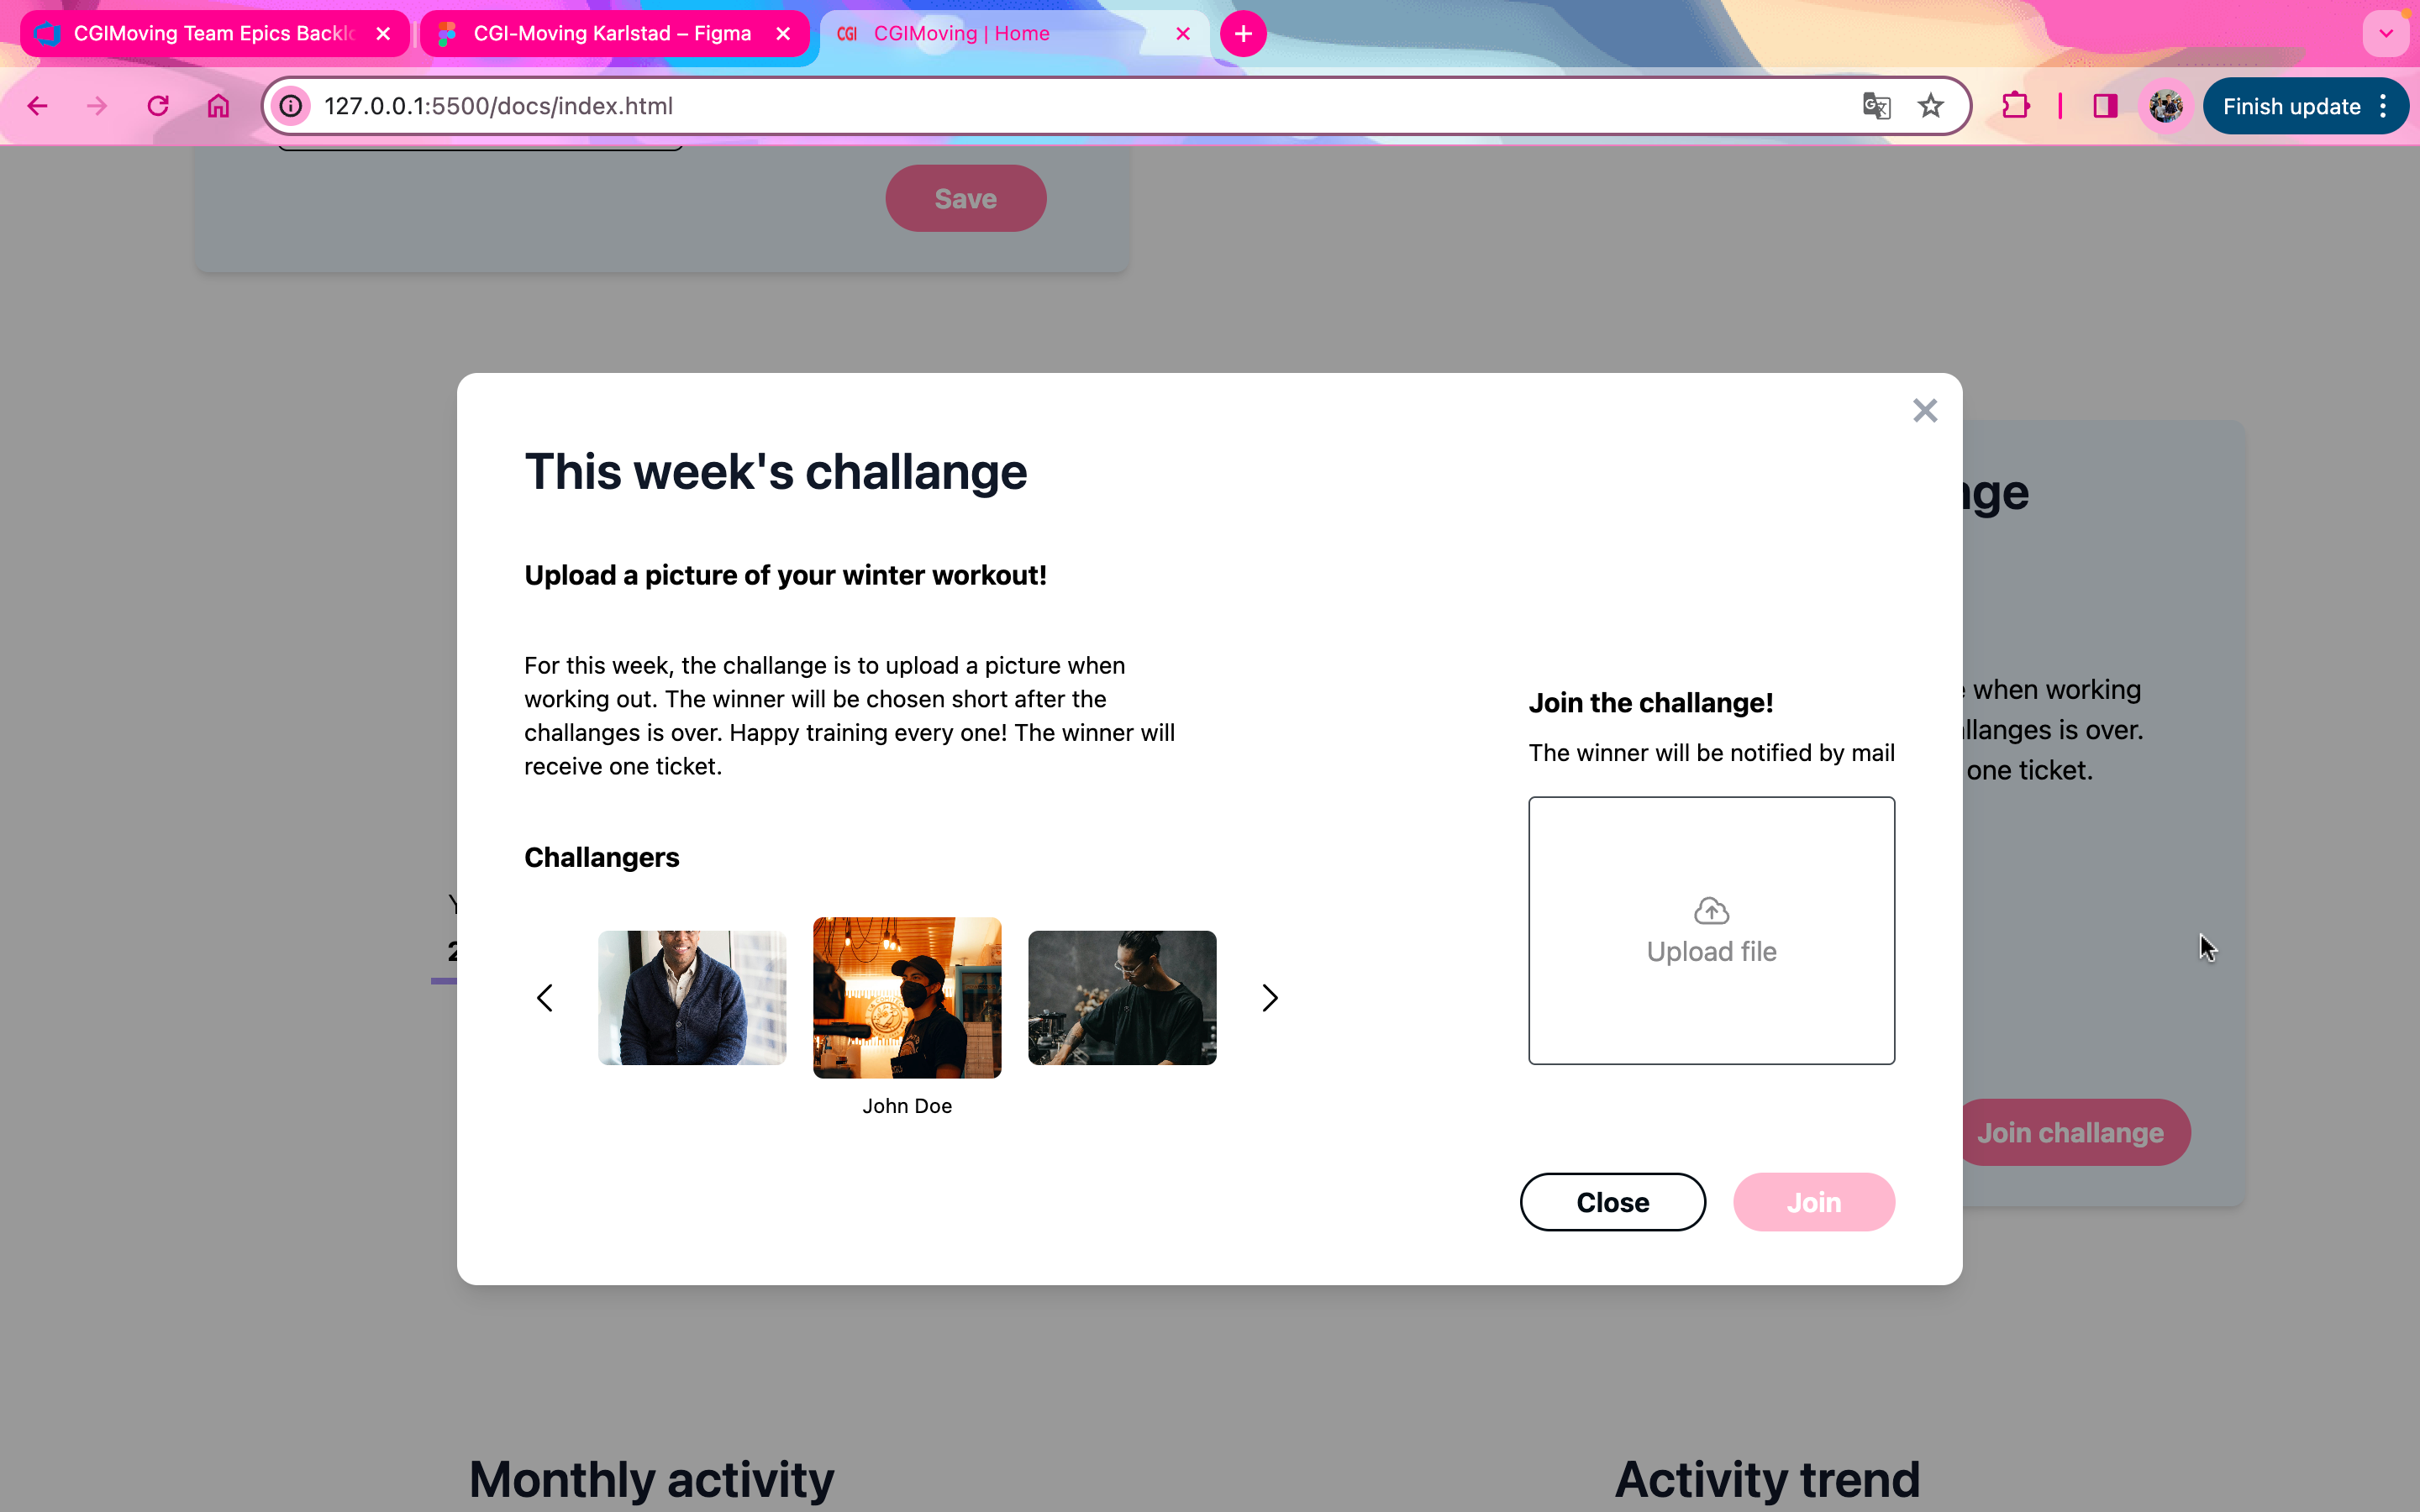 CGIMoving Team Epics Backl
CGI-Moving Karlstad – Figma
CGI
CGIMoving | Home
127.0.0.1:5500/docs/index.html
Finish update
Save
This week's challange
nge
Upload a picture of your winter workout!
For this week, the challange is to upload a picture when
working out. The winner will be chosen short after the
challanges is over. Happy training every one! The winner will
receive one ticket.
Join the challange!
The winner will be notified by mail
when working
llanges is over.
one ticket.
Challangers
Upload file
John Doe
Join challange
Close
Join
Monthly activity
Activity trend